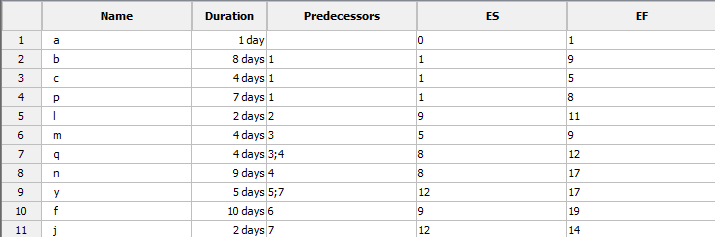 Name Duration Predecessors ES EF
1 a 1 day 0 1
2 b 8 days 1 1 9
3 c 4 days 1 1 5
4 p 7 days 1 1 8
5 l 2 days 2 9 11
6 m 4 days 3 5 9
7 q 4 days 3;4 8 12
8 n 9 days 4 8 17
9 y 5 days 5;7 12 17
10 f 10 days 6 9 19
11 j 2 days 7 12 14